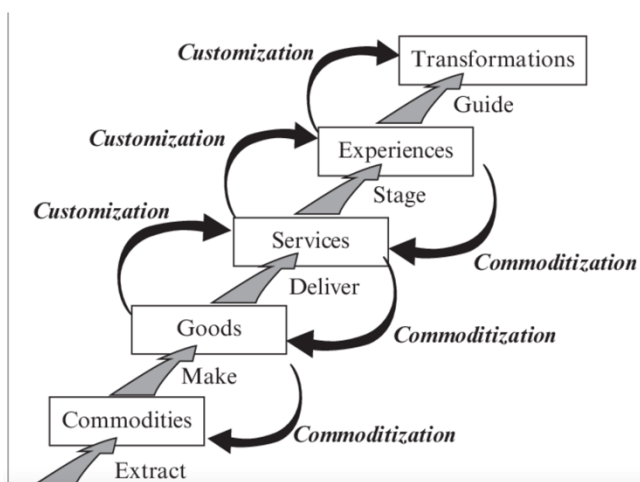 Customization
Transformations
Guide
Customization
Experiences
Stage
Customization
Services
Commoditization
Deliver
Goods
Commoditization
Make
Commodities
Commoditization
Extract